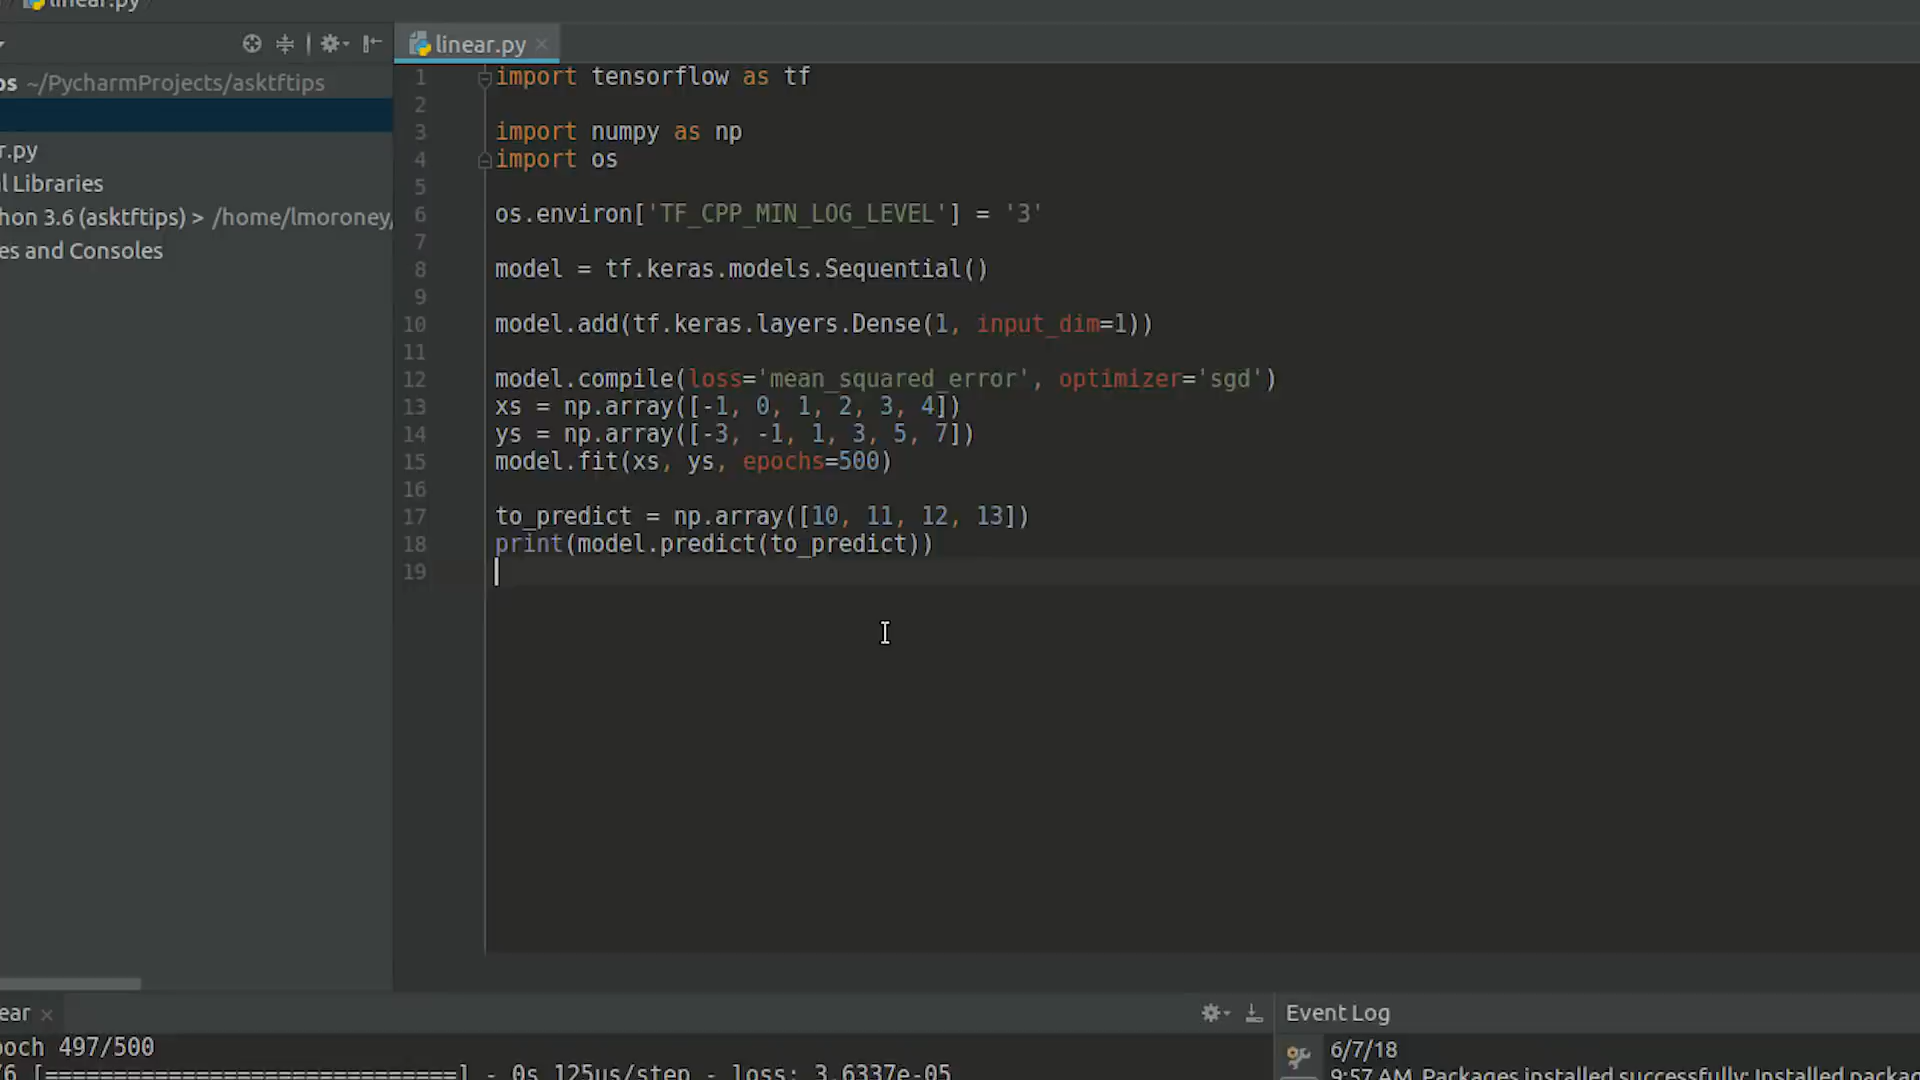 linear.py
linear.py
ps ~/PycharmProjects/asktftips
r.py
l Libraries
hon 3.6 (asktftips) > /home/lmoroney/
es and Consoles
1 import tensorflow as tf
2
3 import numpy as np
4 import os
5
6 os.environ['TF_CPP_MIN_LOG_LEVEL'] = '3'
7
8 model = tf.keras.models.Sequential()
9
10 model.add(tf.keras.layers.Dense(1, input_dim=1))
11
12 model.compile(loss='mean_squared_error', optimizer='sgd')
13 xs = np.array([-1, 0, 1, 2, 3, 4])
14 ys = np.array([-3, -1, 1, 3, 5, 7])
15 model.fit(xs, ys, epochs=500)
16
17 to_predict = np.array([10, 11, 12, 13])
18 print(model.predict(to_predict))
19
ear
Event Log
och 497/500
/6 [==============================] - 0s 125us/step - loss: 3.6337e-05
6/7/18
9:57 AM Packages installed successfully: Installed packag